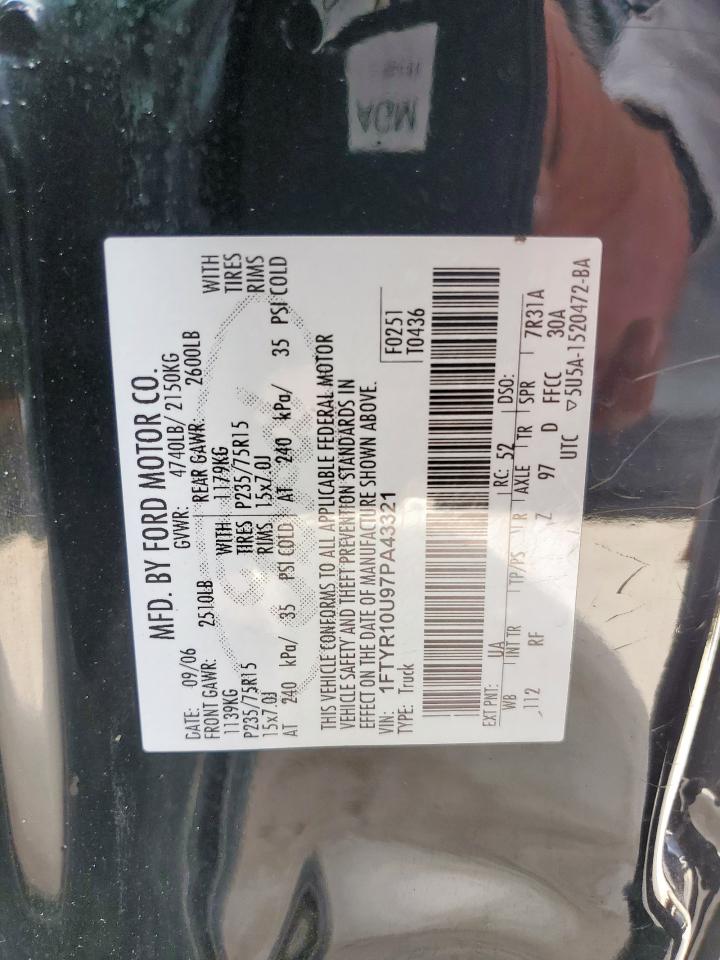 MFD. BY FORD MOTOR CO.
DATE: 09/06 GVWR: 4740LB/ 2150KG
FRONT GAWR: 2510LB REAR GAWR: 2600LB
1139KG WITH 1179KG WITH
P235/75R15 TIRES P235/75R15 TIRES
15x7.0J RIMS 15x7.0J RIMS
AT 240 kPa/ 35 PSI COLD AT 240 kPa/ 35 PSI COLD
THIS VEHICLE CONFORMS TO ALL APPLICABLE FEDERAL MOTOR
VEHICLE SAFETY AND THEFT PREVENTION STANDARDS IN
EFFECT ON THE DATE OF MANUFACTURE SHOWN ABOVE.
VIN: 1FTYR10U97PA43321 F0251
TYPE: Truck T0436
EXT PNT: UA RC: 52 DSO:
WB INT TR TP/PS R AXLE TR SPR 7R31A
112 RF Z 97 D FFCC 30A
UTC ▽5U5A-1520472-BA
MOA